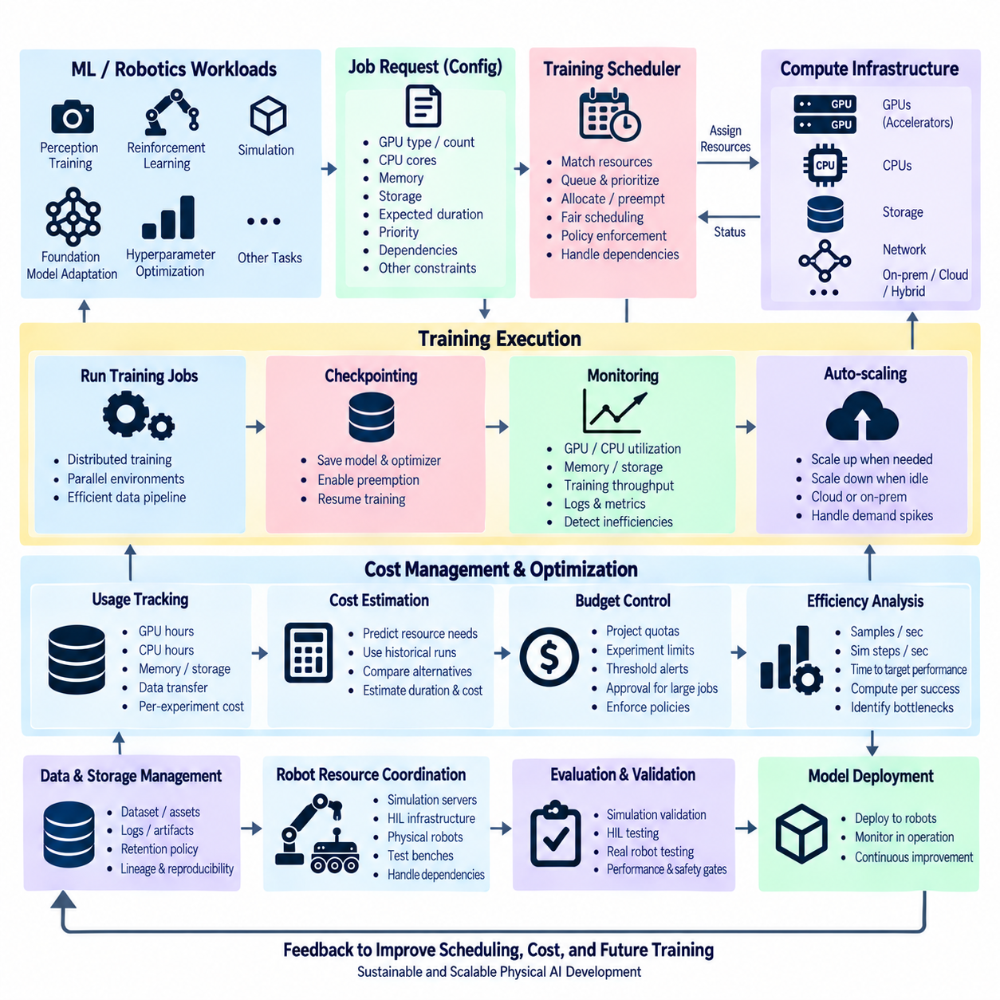 ML / Robotics Workloads
Perception
Training
Reinforcement
Learning
Simulation
Foundation
Model Adaptation
Hyperparameter
Optimization
Other Tasks
Job Request (Config)
GPU type / count
CPU cores
Memory
Storage
Expected duration
Priority
Dependencies
Other constraints
Training Scheduler
Match resources
Queue & prioritize
Allocate / preempt
Fair scheduling
Policy enforcement
Handle dependencies
Assign
Resources
Status
Compute Infrastructure
GPU
GPU
GPUs
(Accelerators)
CPU
CPUs
Storage
Network
On-prem / Cloud
/ Hybrid
Training Execution
Run Training Jobs
Distributed training
Parallel environments
Efficient data pipeline
Checkpointing
Save model & optimizer
Enable preemption
Resume training
Monitoring
GPU / CPU utilization
Memory / storage
Training throughput
Logs & metrics
Detect inefficiencies
Auto-scaling
Scale up when needed
Scale down when idle
Cloud or on-prem
Handle demand spikes
Cost Management & Optimization
Usage Tracking
GPU hours
CPU hours
Memory / storage
Data transfer
Per-experiment cost
Cost Estimation
Predict resource needs
Use historical runs
Compare alternatives
Estimate duration & cost
Budget Control
$
Project quotas
Experiment limits
Threshold alerts
Approval for large jobs
Enforce policies
Efficiency Analysis
Samples / sec
Sim steps / sec
Time to target performance
Compute per success
Identify bottlenecks
Data & Storage Management
Dataset / assets
Logs / artifacts
Retention policy
Lineage & reproducibility
Robot Resource Coordination
Simulation servers
HIL infrastructure
Physical robots
Test benches
Handle dependencies
Evaluation & Validation
Simulation validation
HIL testing
Real robot testing
Performance & safety gates
Model Deployment
Deploy to robots
Monitor in operation
Continuous improvement
Feedback to Improve Scheduling, Cost, and Future Training
Sustainable and Scalable Physical AI Development